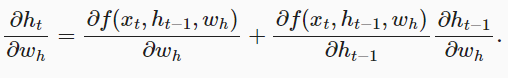 ∂h_t/∂w_h = ∂f(x_t, h_{t−1}, w_h)/∂w_h + ∂f(x_t, h_{t−1}, w_h)/∂h_{t−1} ∂h_{t−1}/∂w_h.